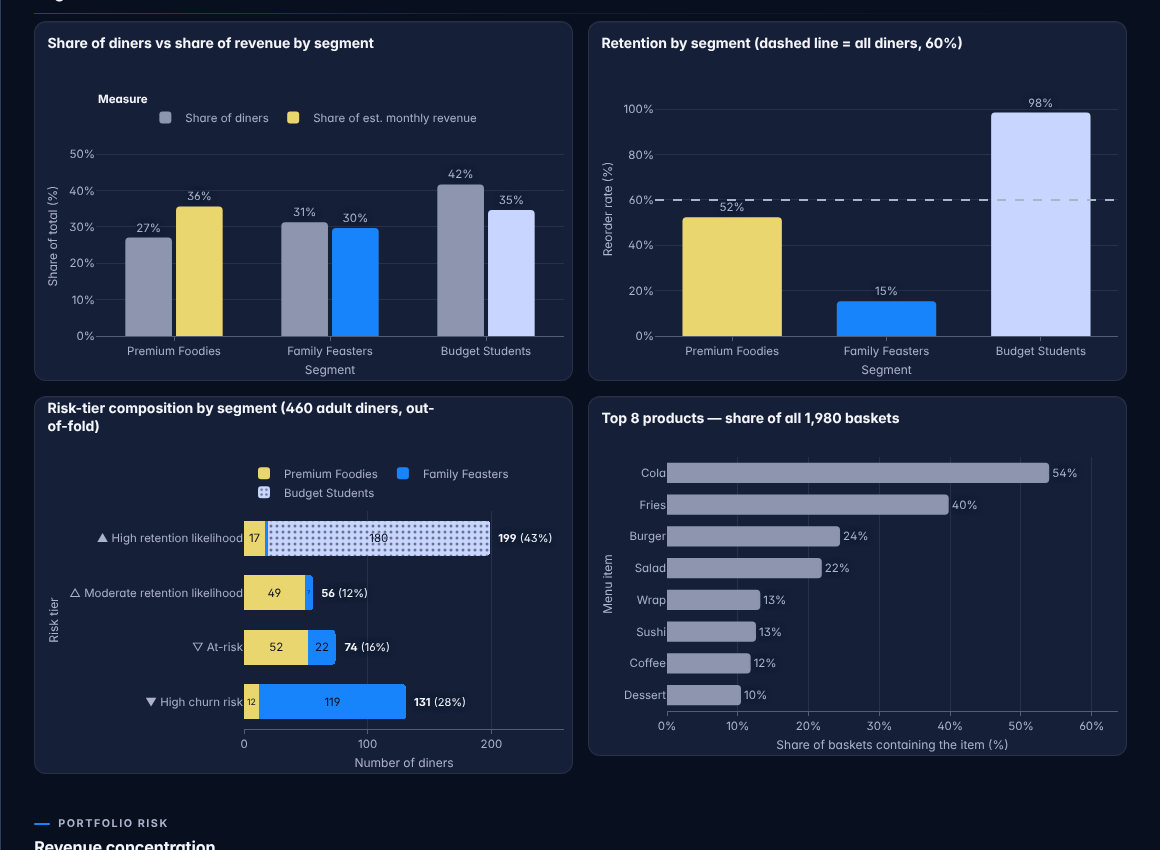 Share of diners vs share of revenue by segment
Measure
Share of diners
Share of est. monthly revenue
Share of total (%)
50%
40%
30%
20%
10%
0%
27%
36%
31%
30%
42%
35%
Premium Foodies
Family Feasters
Budget Students
Segment
Retention by segment (dashed line = all diners, 60%)
Reorder rate (%)
100%
80%
60%
40%
20%
0%
52%
15%
98%
Premium Foodies
Family Feasters
Budget Students
Segment
Risk-tier composition by segment (460 adult diners, out-
of-fold)
Premium Foodies
Family Feasters
Budget Students
Risk tier
▲ High retention likelihood
17
180
199 (43%)
△ Moderate retention likelihood
49
56 (12%)
▽ At-risk
52
22
74 (16%)
▼ High churn risk
12
119
131 (28%)
0
100
200
Number of diners
Top 8 products — share of all 1,980 baskets
Menu item
Cola
54%
Fries
40%
Burger
24%
Salad
22%
Wrap
13%
Sushi
13%
Coffee
12%
Dessert
10%
0%
10%
20%
30%
40%
50%
60%
Share of baskets containing the item (%)
PORTFOLIO RISK
Revenue concentration